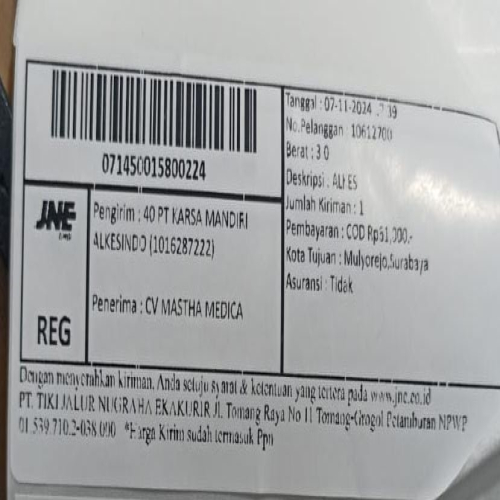 071450015800224
JNE
REG
Pengirim : 40 PT KARSA MANDIRI
ALKESINDO (1016287222)
Penerima : CV MASTHA MEDICA
Tanggal : 07-11-2024
No.Pelanggan : 10612700
Berat : 3.0
Deskripsi : ALKES
Jumlah Kiriman : 1
Pembayaran : COD
Kota Tujuan : Mulyorejo,Surabaya
Asuransi : Tidak
Dengan menyerahkan kiriman, Anda setuju syarat & ketentuan yang tertera pada www.jne.co.id
PT. TIKI JALUR NUGRAHA EKAKURIR Jl. Tomang Raya No 11 Tomang-Grogol Petamburan NPWP
01.539.710.2-038.000 *Harga Kirim sudah termasuk Ppn